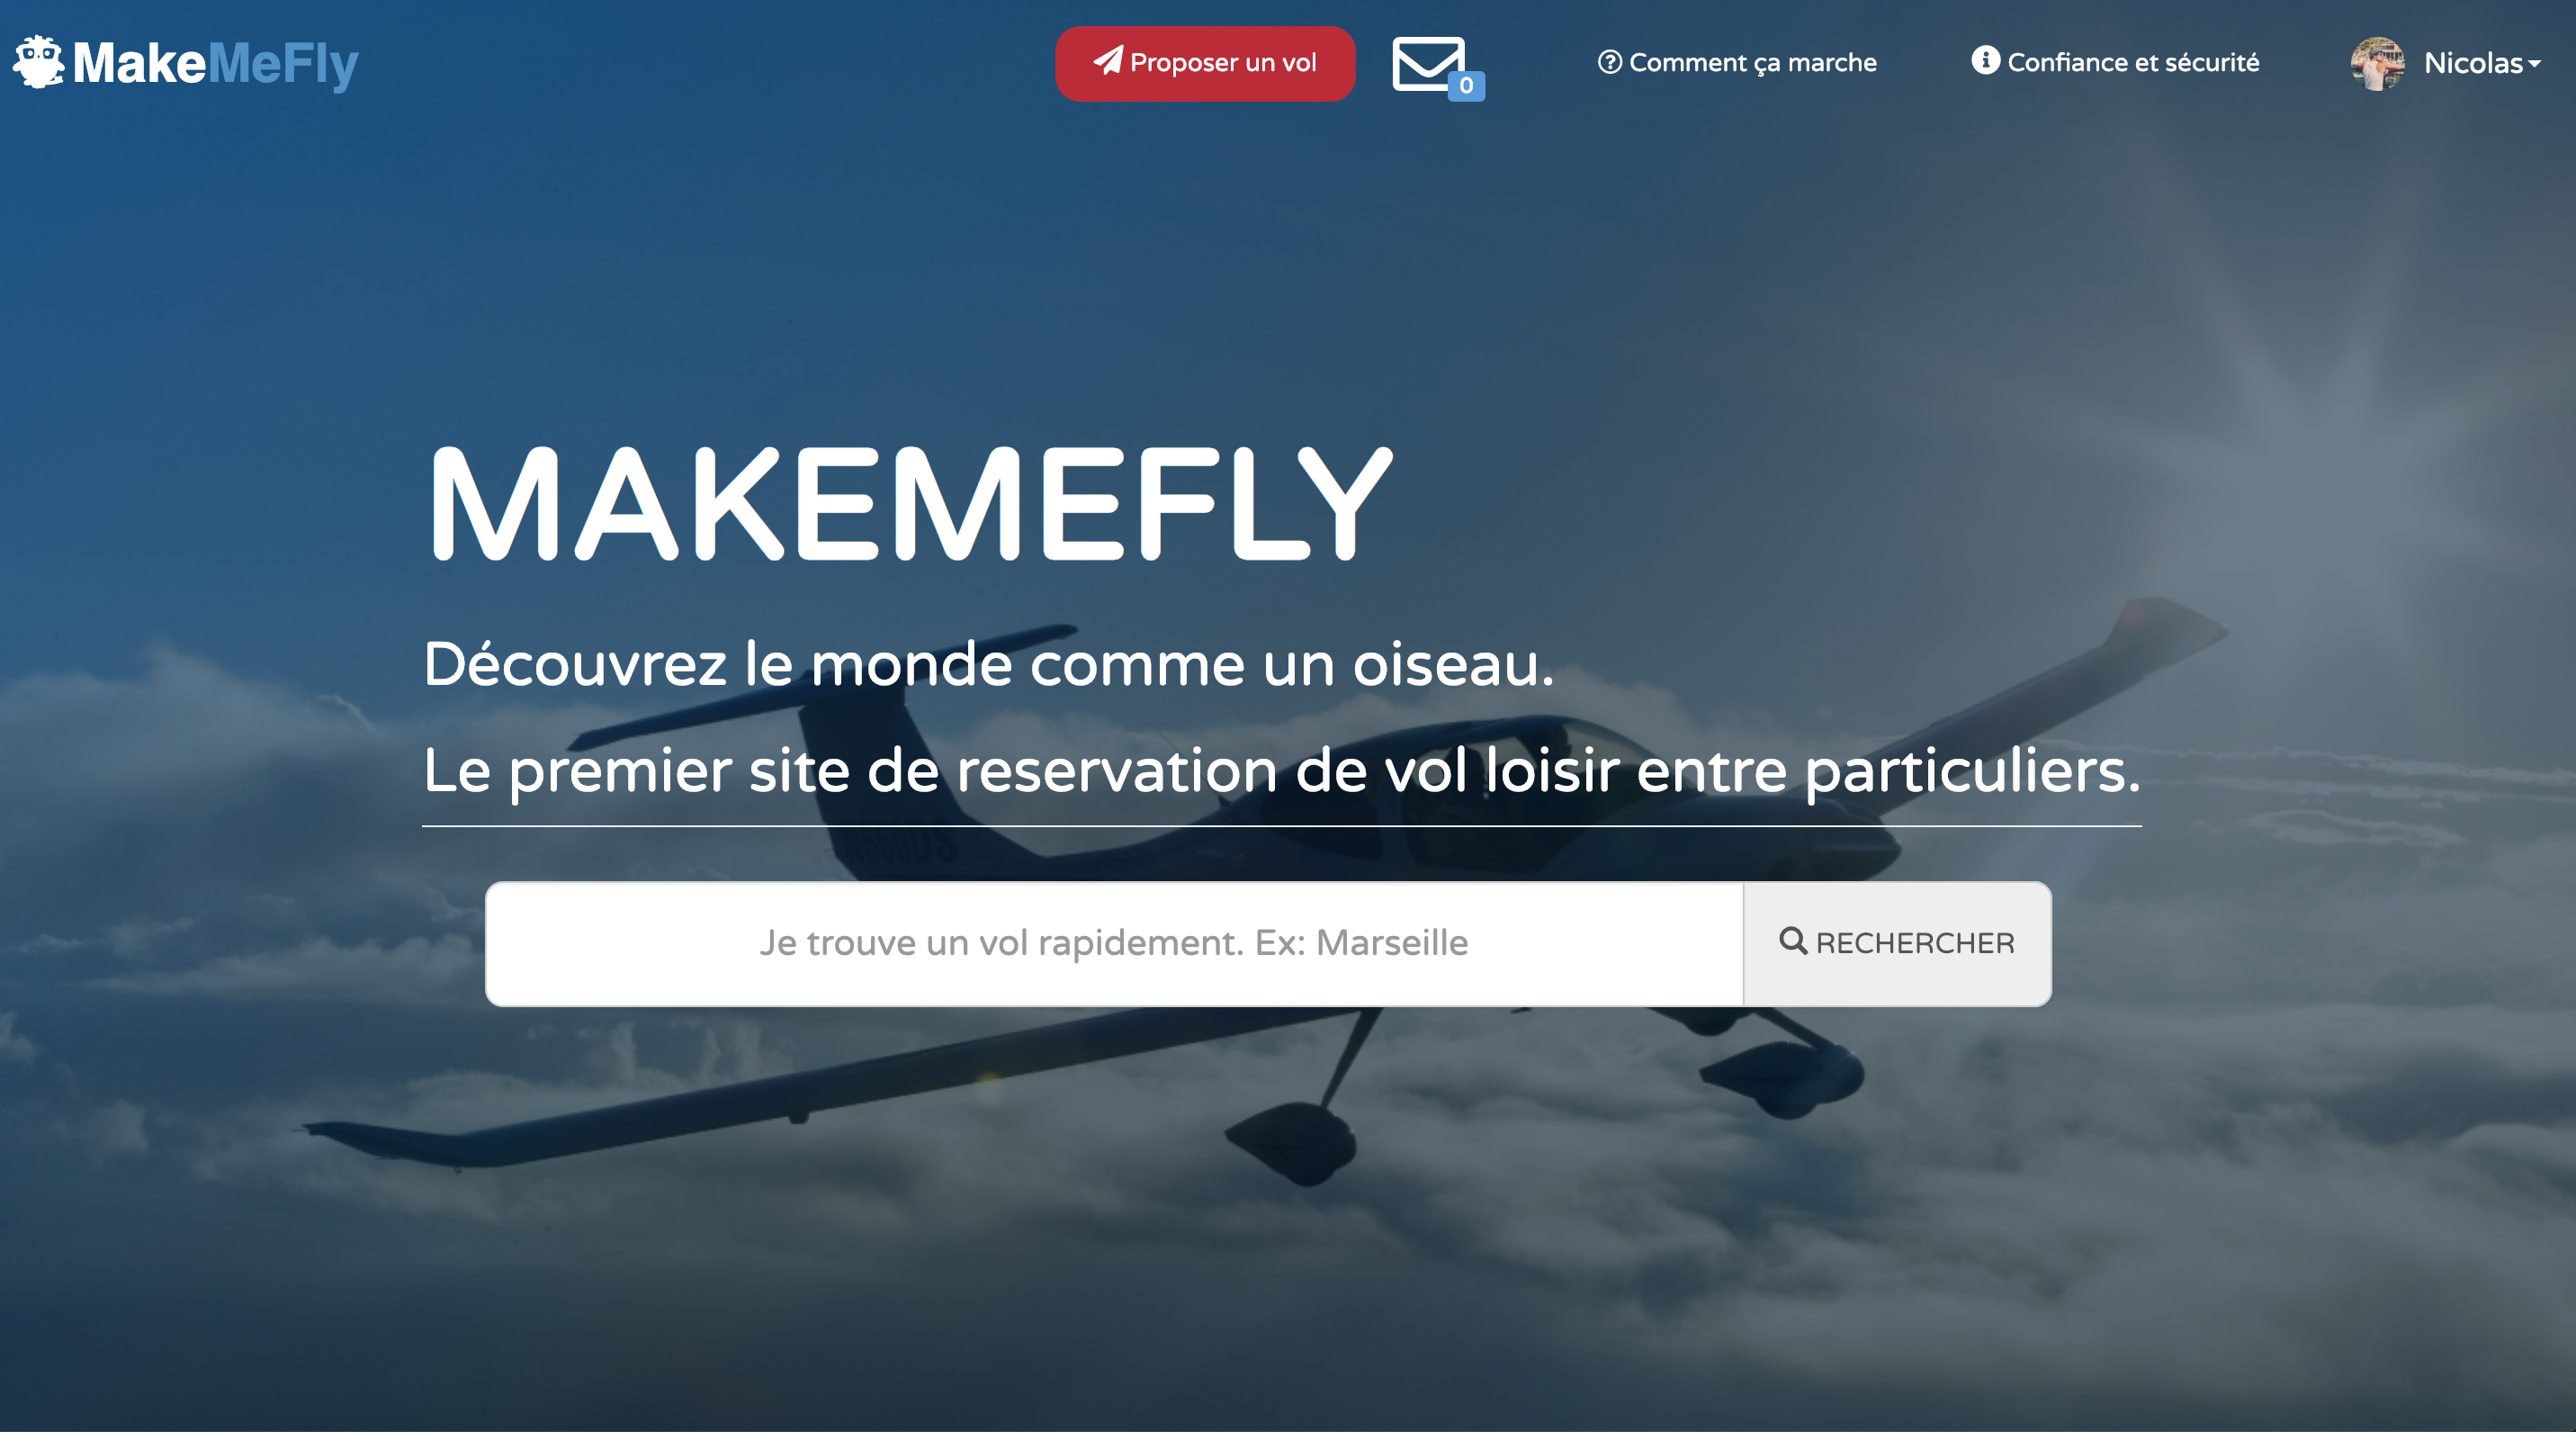 MakeMeFly
Proposer un vol
0
Comment ça marche
Confiance et sécurité
Nicolas
MAKEMEFLY
Découvrez le monde comme un oiseau.
Le premier site de reservation de vol loisir entre particuliers.
Je trouve un vol rapidement. Ex: Marseille
RECHERCHER